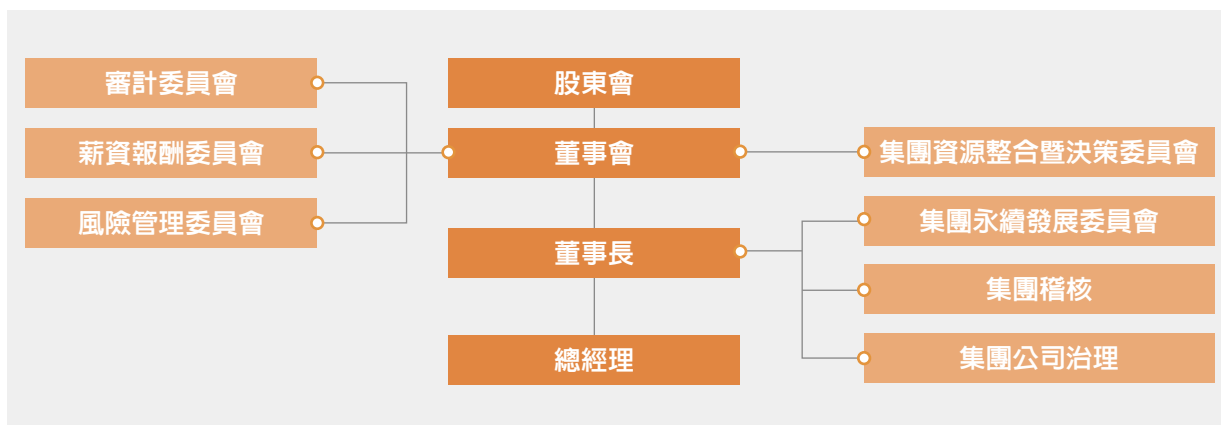 審計委員會
薪資報酬委員會
風險管理委員會
股東會
董事會
董事長
總經理
集團資源整合暨決策委員會
集團永續發展委員會
集團稽核
集團公司治理